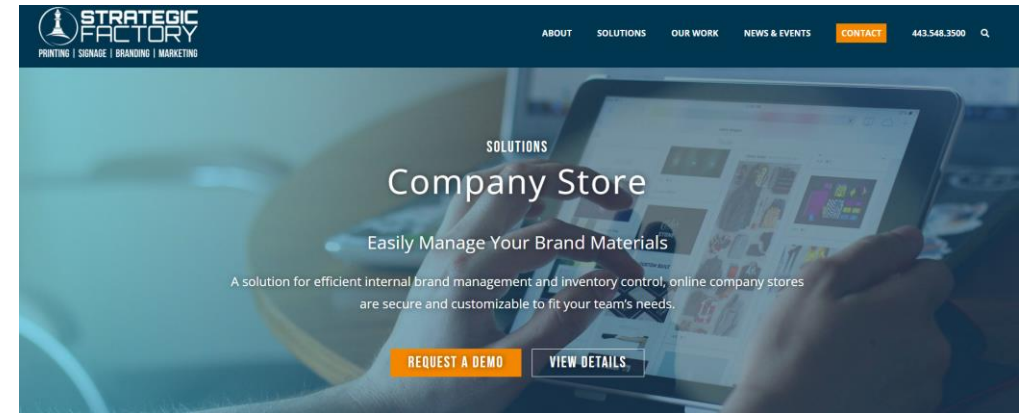 STRATEGIC
FACTORY
PRINTING | SIGNAGE | BRANDING | MARKETING
ABOUT SOLUTIONS OUR WORK NEWS & EVENTS CONTACT 443.548.3500
SOLUTIONS
Company Store
Easily Manage Your Brand Materials
A solution for efficient internal brand management and inventory control, online company stores
are secure and customizable to fit your team's needs.
REQUEST A DEMO VIEW DETAILS